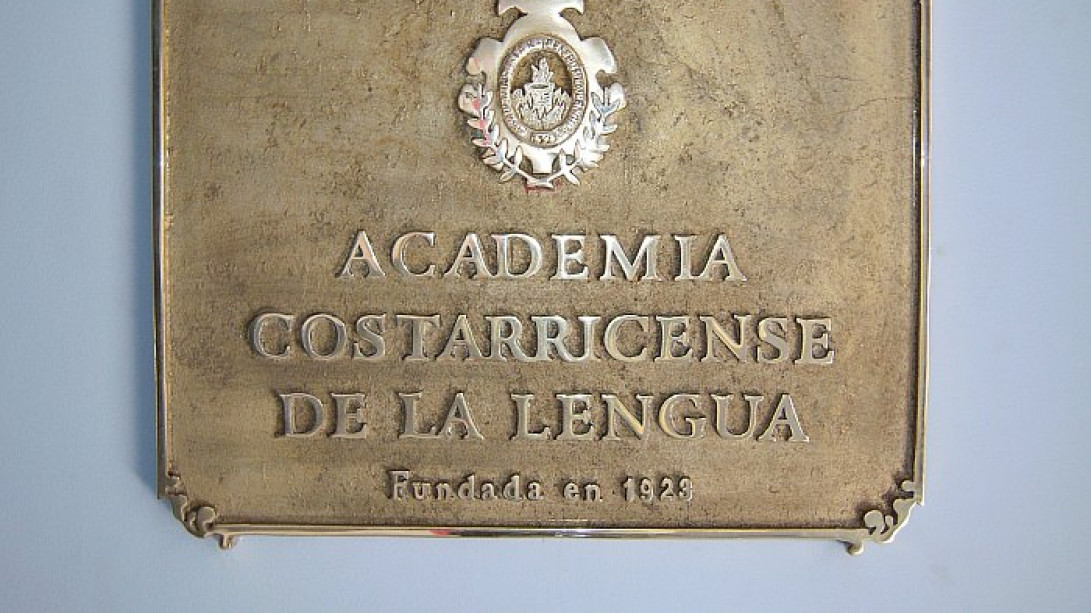 ACADEMIA
COSTARRICENSE
DE LA LENGUA
Fundada en 1923